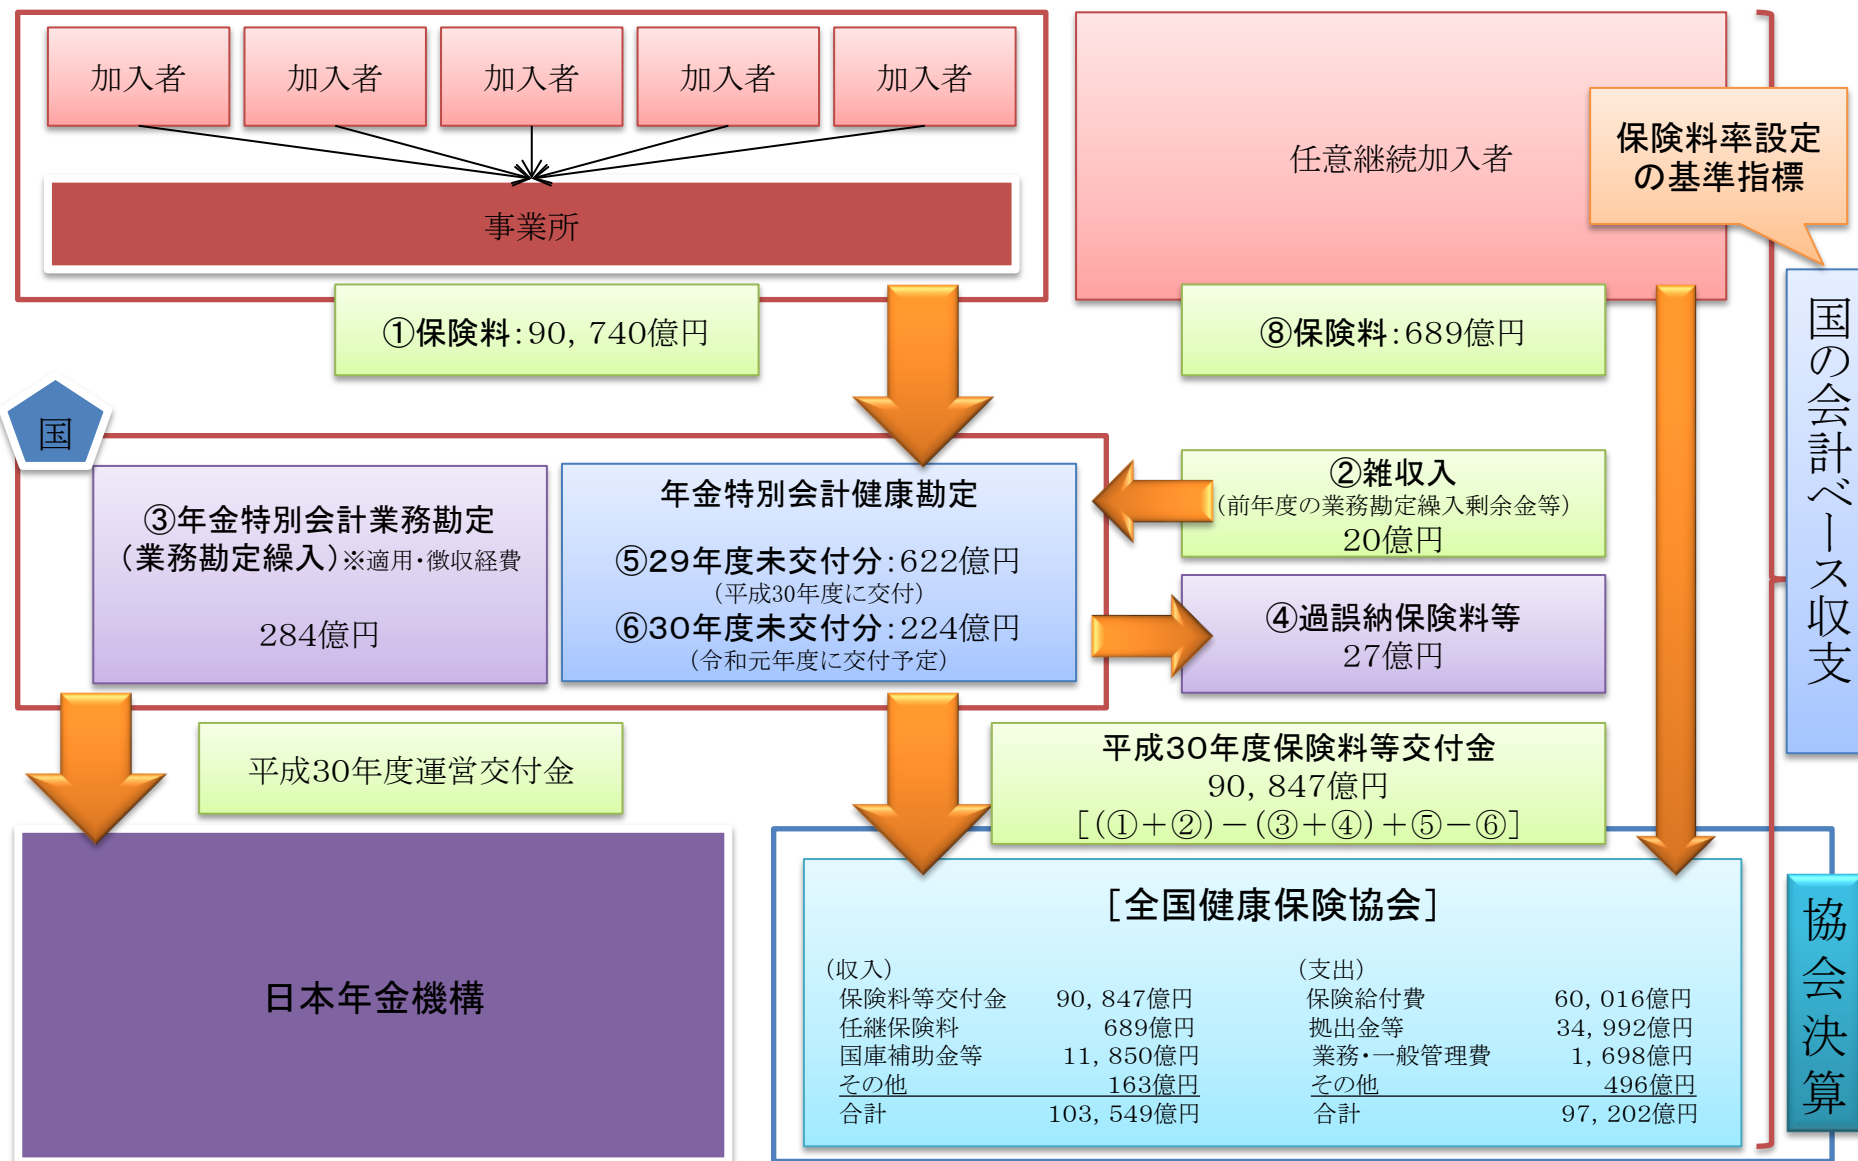 加入者
加入者
加入者
加入者
加入者
事業所
任意継続加入者
保険料率設定
の基準指標
国の会計ベース収支
①保険料：90，740億円
⑧保険料：689億円
国
③年金特別会計業務勘定
（業務勘定繰入）※適用・徴収経費
284億円
年金特別会計健康勘定
⑤29年度未交付分：622億円
（平成30年度に交付）
⑥30年度未交付分：224億円
（令和元年度に交付予定）
②雑収入
（前年度の業務勘定繰入剰余金等）
20億円
④過誤納保険料等
27億円
平成30年度運営交付金
平成30年度保険料等交付金
90，847億円
［（①＋②）－（③＋④）＋⑤－⑥］
日本年金機構
［全国健康保険協会］
（収入）
保険料等交付金 90，847億円
任継保険料 689億円
国庫補助金等 11，850億円
その他 163億円
合計 103，549億円
（支出）
保険給付費 60，016億円
拠出金等 34，992億円
業務・一般管理費 1，698億円
その他 496億円
合計 97，202億円
協会決算